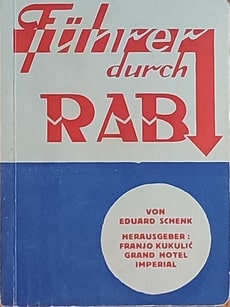 Führer
durch
RAB
VON
EDUARD SCHENK
HERAUSGEBER:
FRANJO KUKULIĆ
GRAND HOTEL
IMPERIAL